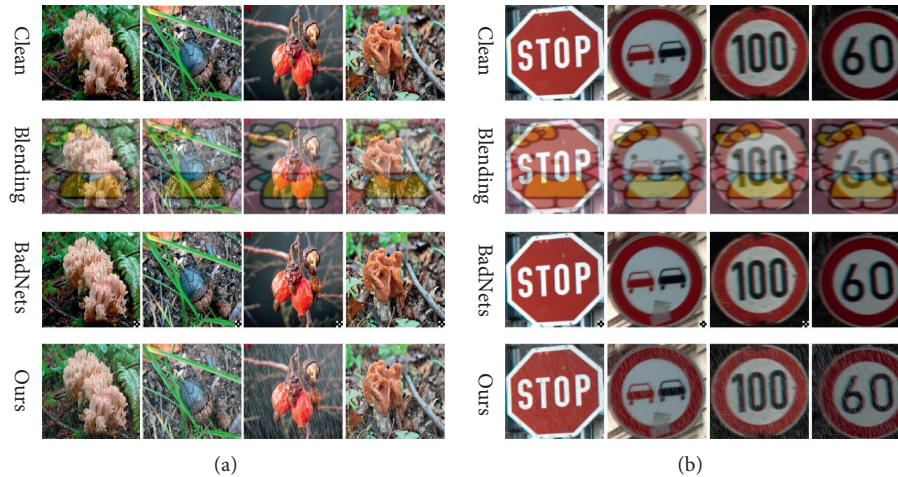 Clean
Blending
BadNets
Ours
(a)
Clean
STOP
100
60
Blending
STOP
100
60
BadNets
STOP
100
60
Ours
STOP
100
60
(b)